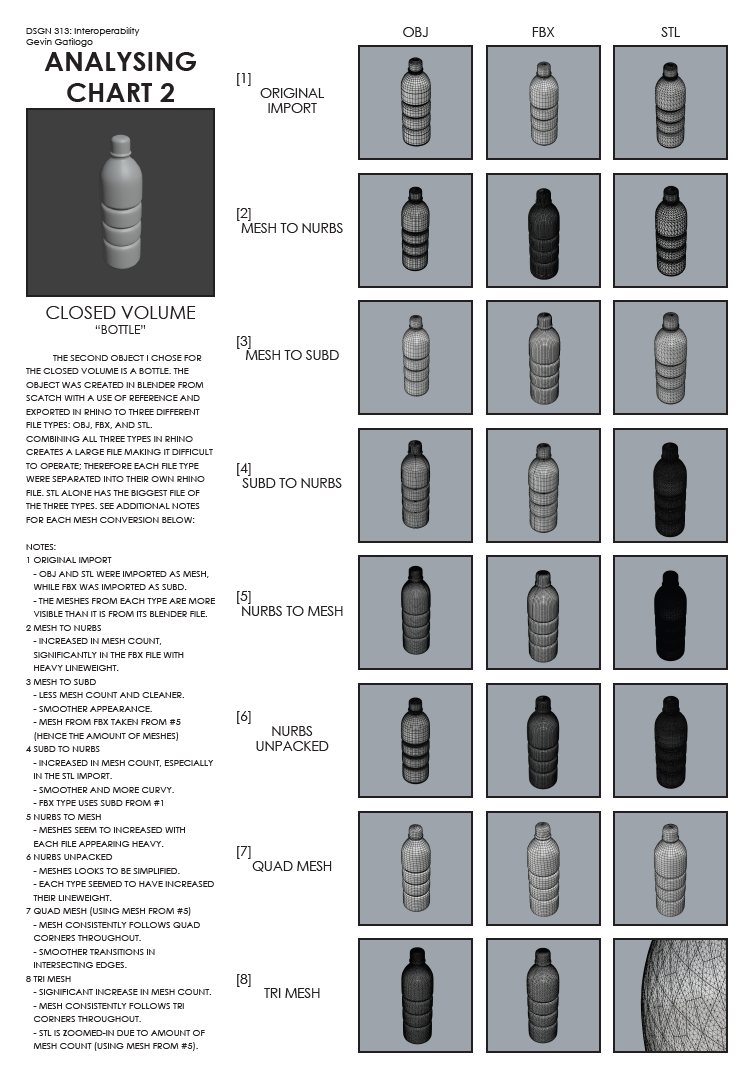 DSGN 313: Interoperability
Gevin Gatilogo
ANALYSING
CHART 2
CLOSED VOLUME
“BOTTLE”
THE SECOND OBJECT I CHOSE FOR
THE CLOSED VOLUME IS A BOTTLE. THE
OBJECT WAS CREATED IN BLENDER FROM
SCATCH WITH A USE OF REFERENCE AND
EXPORTED IN RHINO TO THREE DIFFERENT
FILE TYPES: OBJ, FBX, AND STL.
COMBINING ALL THREE TYPES IN RHINO
CREATES A LARGE FILE MAKING IT DIFFICULT
TO OPERATE; THEREFORE EACH FILE TYPE
WERE SEPARATED INTO THEIR OWN RHINO
FILE. STL ALONE HAS THE BIGGEST FILE OF
THE THREE TYPES. SEE ADDITIONAL NOTES
FOR EACH MESH CONVERSION BELOW:
NOTES:
1 ORIGINAL IMPORT
- OBJ AND STL WERE IMPORTED AS MESH,
WHILE FBX WAS IMPORTED AS SUBD.
- THE MESHES FROM EACH TYPE ARE MORE
VISIBLE THAN IT IS FROM ITS BLENDER FILE.
2 MESH TO NURBS
- INCREASED IN MESH COUNT,
SIGNIFICANTLY IN THE FBX FILE WITH
HEAVY LINEWEIGHT.
3 MESH TO SUBD
- LESS MESH COUNT AND CLEANER.
- SMOOTHER APPEARANCE.
- MESH FROM FBX TAKEN FROM #5
(HENCE THE AMOUNT OF MESHES)
4 SUBD TO NURBS
- INCREASED IN MESH COUNT, ESPECIALLY
IN THE STL IMPORT.
- SMOOTHER AND MORE CURVY.
- FBX TYPE USES SUBD FROM #1
5 NURBS TO MESH
- MESHES SEEM TO INCREASED WITH
EACH FILE APPEARING HEAVY.
6 NURBS UNPACKED
- MESHES LOOKS TO BE SIMPLIFIED.
- EACH TYPE SEEMED TO HAVE INCREASED
THEIR LINEWEIGHT.
7 QUAD MESH (USING MESH FROM #5)
- MESH CONSISTENTLY FOLLOWS QUAD
CORNERS THROUGHOUT.
- SMOOTHER TRANSITIONS IN
INTERSECTING EDGES.
8 TRI MESH
- SIGNIFICANT INCREASE IN MESH COUNT.
- MESH CONSISTENTLY FOLLOWS TRI
CORNERS THROUGHOUT.
- STL IS ZOOMED-IN DUE TO AMOUNT OF
MESH COUNT (USING MESH FROM #5).
OBJ FBX STL
[1]
ORIGINAL
IMPORT
[2]
MESH TO NURBS
[3]
MESH TO SUBD
[4]
SUBD TO NURBS
[5]
NURBS TO MESH
[6]
NURBS
UNPACKED
[7]
QUAD MESH
[8]
TRI MESH